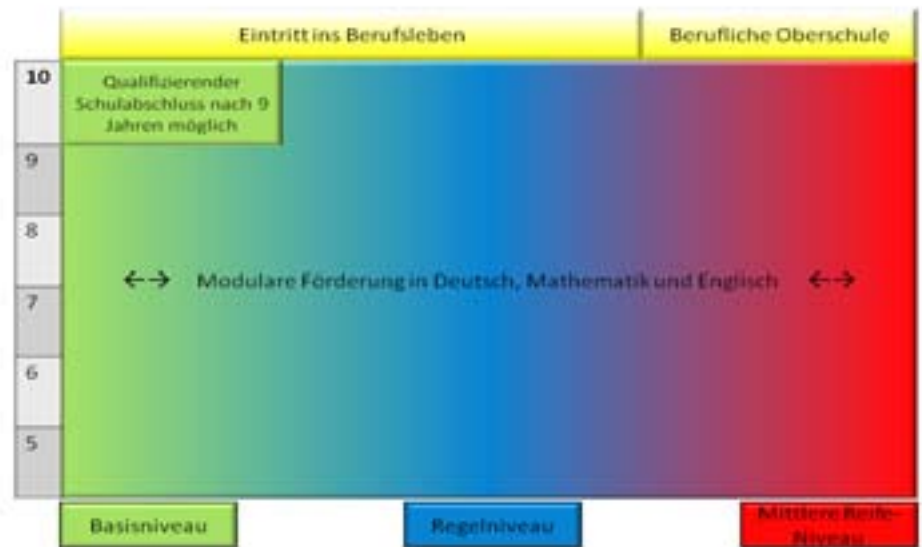 Eintritt ins Berufsleben
Berufliche Oberschule
10
Qualifizierender
Schulabschluss nach 9
Jahren möglich
9
8
←→ Modulare Förderung in Deutsch, Mathematik und Englisch ←→
7
6
5
Basisniveau
Regelniveau
Mittlere Reife-
Niveau